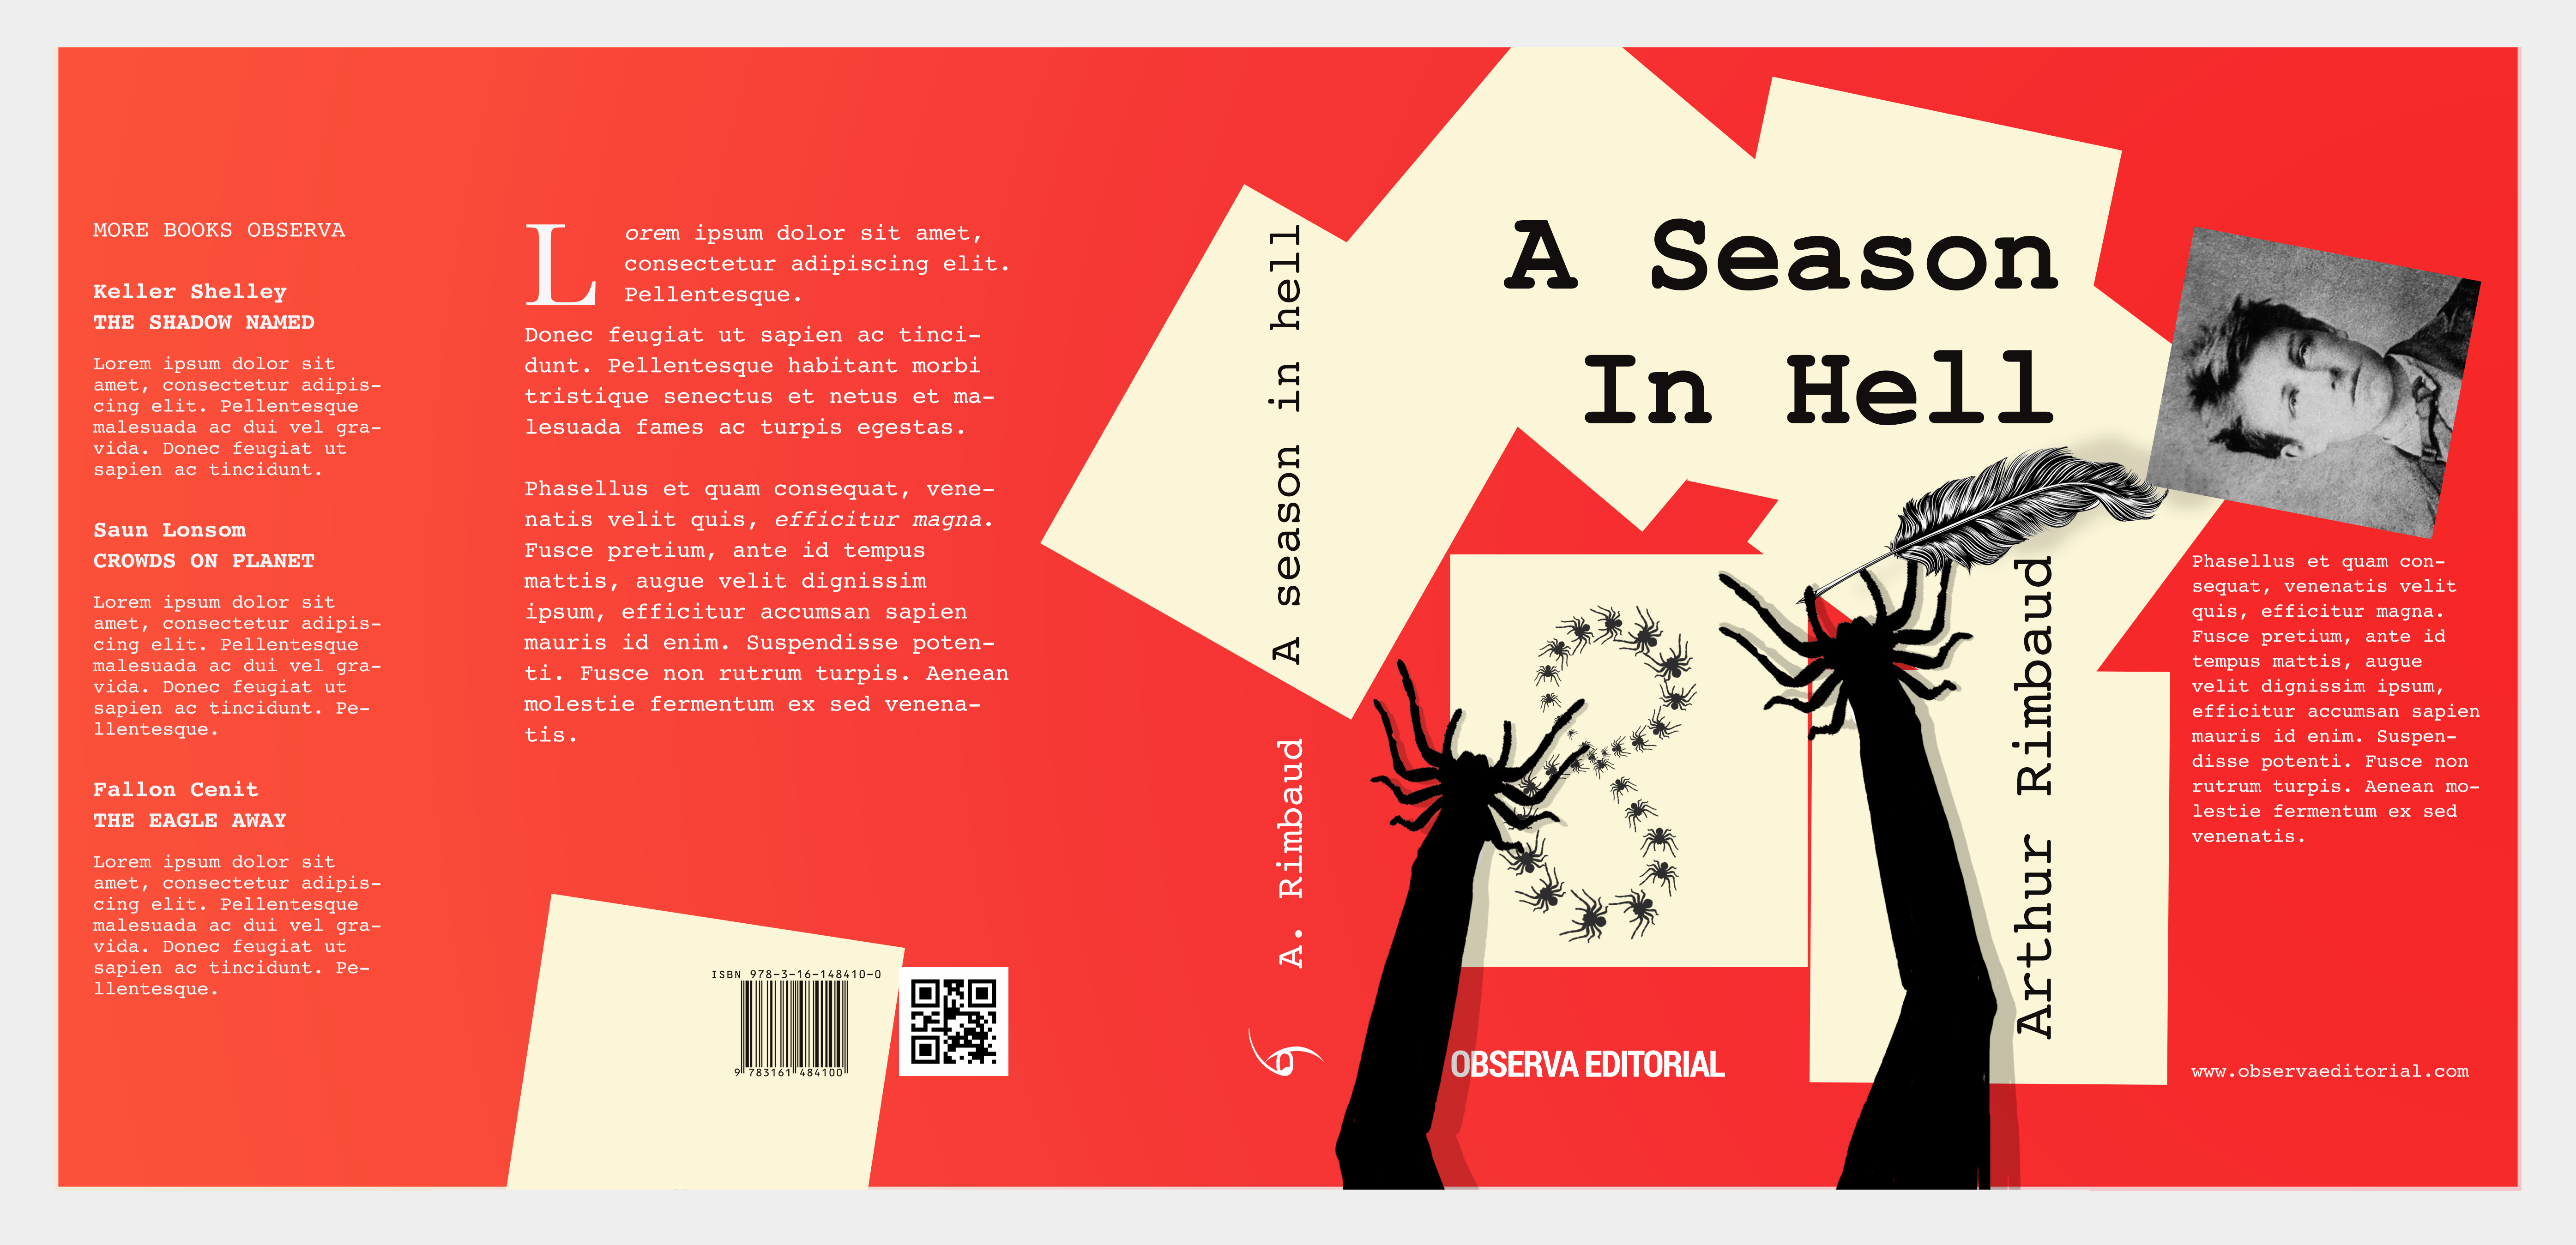 MORE BOOKS OBSERVA
Keller Shelley
THE SHADOW NAMED
Lorem ipsum dolor sit
amet, consectetur adipis-
cing elit. Pellentesque
malesuada ac dui vel gra-
vida. Donec feugiat ut
sapien ac tincidunt.
Saun Lonsom
CROWDS ON PLANET
Lorem ipsum dolor sit
amet, consectetur adipis-
cing elit. Pellentesque
malesuada ac dui vel gra-
vida. Donec feugiat ut
sapien ac tincidunt. Pe-
llentesque.
Fallon Cenit
THE EAGLE AWAY
Lorem ipsum dolor sit
amet, consectetur adipis-
cing elit. Pellentesque
malesuada ac dui vel gra-
vida. Donec feugiat ut
sapien ac tincidunt. Pe-
llentesque.
Lorem ipsum dolor sit amet,
consectetur adipiscing elit.
Pellentesque.
Donec feugiat ut sapien ac tinci-
dunt. Pellentesque habitant morbi
tristique senectus et netus et ma-
lesuada fames ac turpis egestas.
Phasellus et quam consequat, vene-
natis velit quis, efficitur magna.
Fusce pretium, ante id tempus
mattis, augue velit dignissim
ipsum, efficitur accumsan sapien
mauris id enim. Suspendisse poten-
ti. Fusce non rutrum turpis. Aenean
molestie fermentum ex sed venena-
tis.
ISBN 978-3-16-148410-0
9 783161 484100
A. Rimbaud A season in hell
A Season
In Hell
Arthur Rimbaud
OBSERVA EDITORIAL
Phasellus et quam con-
sequat, venenatis velit
quis, efficitur magna.
Fusce pretium, ante id
tempus mattis, augue
velit dignissim ipsum,
efficitur accumsan sapien
mauris id enim. Suspen-
disse potenti. Fusce non
rutrum turpis. Aenean mo-
lestie fermentum ex sed
venenatis.
www.observaeditorial.com